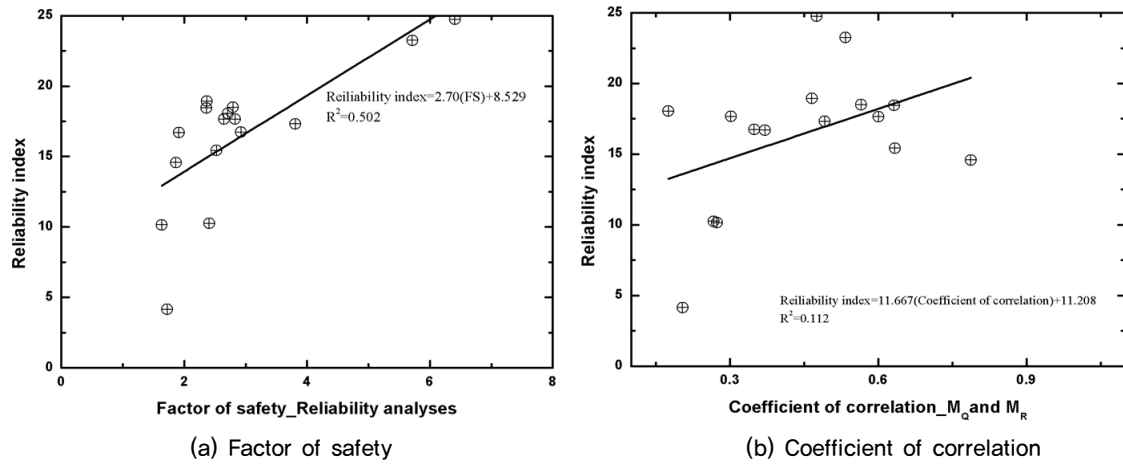 25
20
15
10
5
0
Reliability index
Reiliability index=2.70(FS)+8.529
R²=0.502
0 2 4 6 8
Factor of safety_Reliability analyses
(a) Factor of safety
25
20
15
10
5
0
Reliability index
Reiliability index=11.667(Coefficient of correlation)+11.208
R²=0.112
0.3 0.6 0.9
Coefficient of correlation_M_Q and M_R
(b) Coefficient of correlation